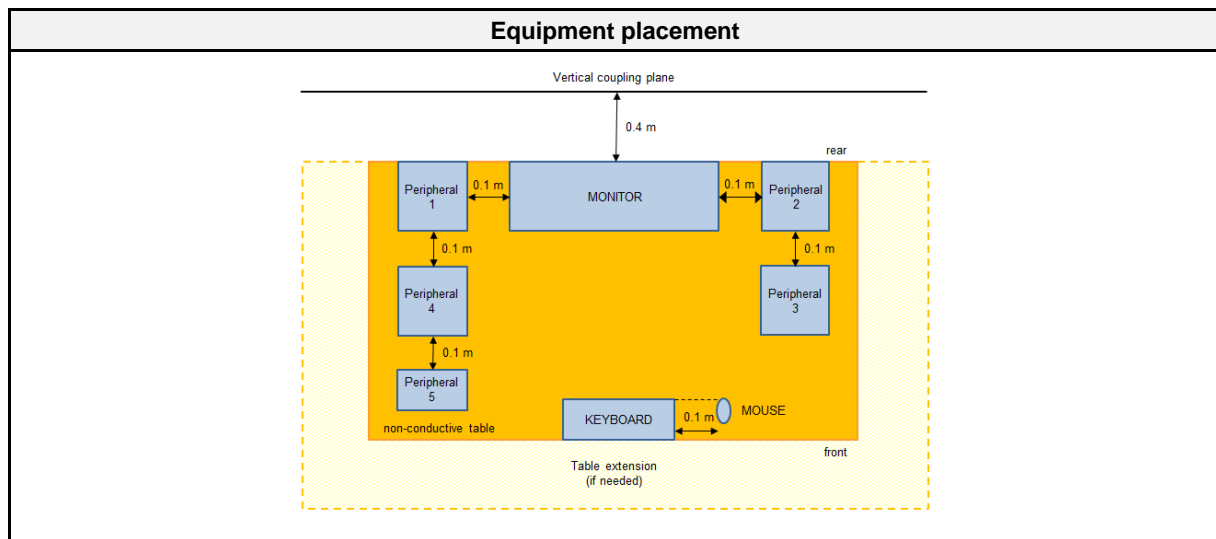 Equipment placement
Vertical coupling plane
0.4 m
rear
Peripheral
1
0.1 m
MONITOR
0.1 m
Peripheral
2
0.1 m
0.1 m
Peripheral
4
Peripheral
3
0.1 m
Peripheral
5
KEYBOARD
0.1 m
MOUSE
non-conductive table
front
Table extension
(if needed)